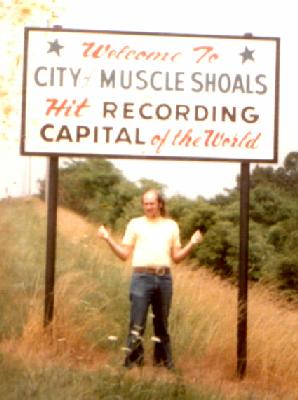 Welcome To
CITY of MUSCLE SHOALS
Hit RECORDING
CAPITAL of the World